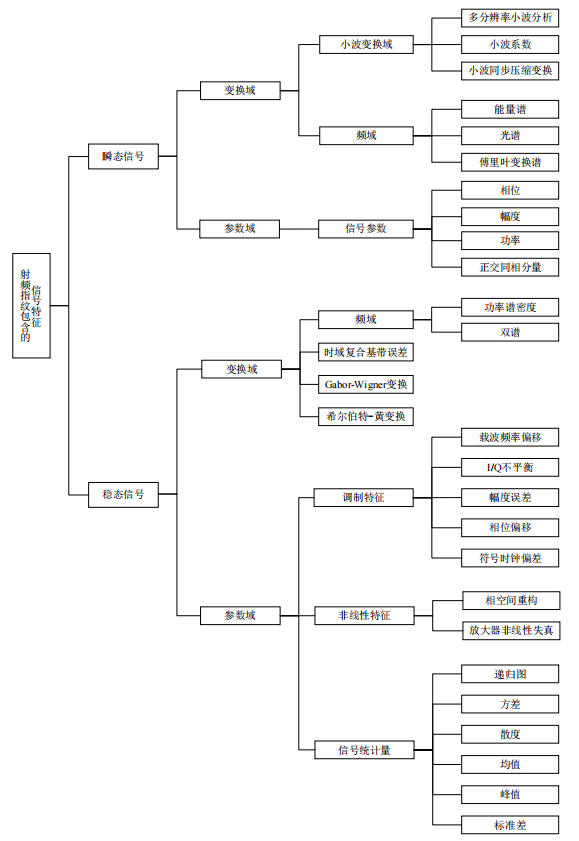 射频指纹包含的
信号特征
瞬态信号
变换域
小波变换域
多分辨率小波分析
小波系数
小波同步压缩变换
频域
能量谱
光谱
傅里叶变换谱
参数域
信号参数
相位
幅度
功率
正交同相分量
稳态信号
变换域
频域
功率谱密度
双谱
时域复合基带误差
Gabor-Wigner变换
希尔伯特-黄变换
参数域
调制特征
载波频率偏移
I/Q不平衡
幅度误差
相位偏移
符号时钟偏差
非线性特征
相空间重构
放大器非线性失真
信号统计量
递归图
方差
散度
均值
峰值
标准差